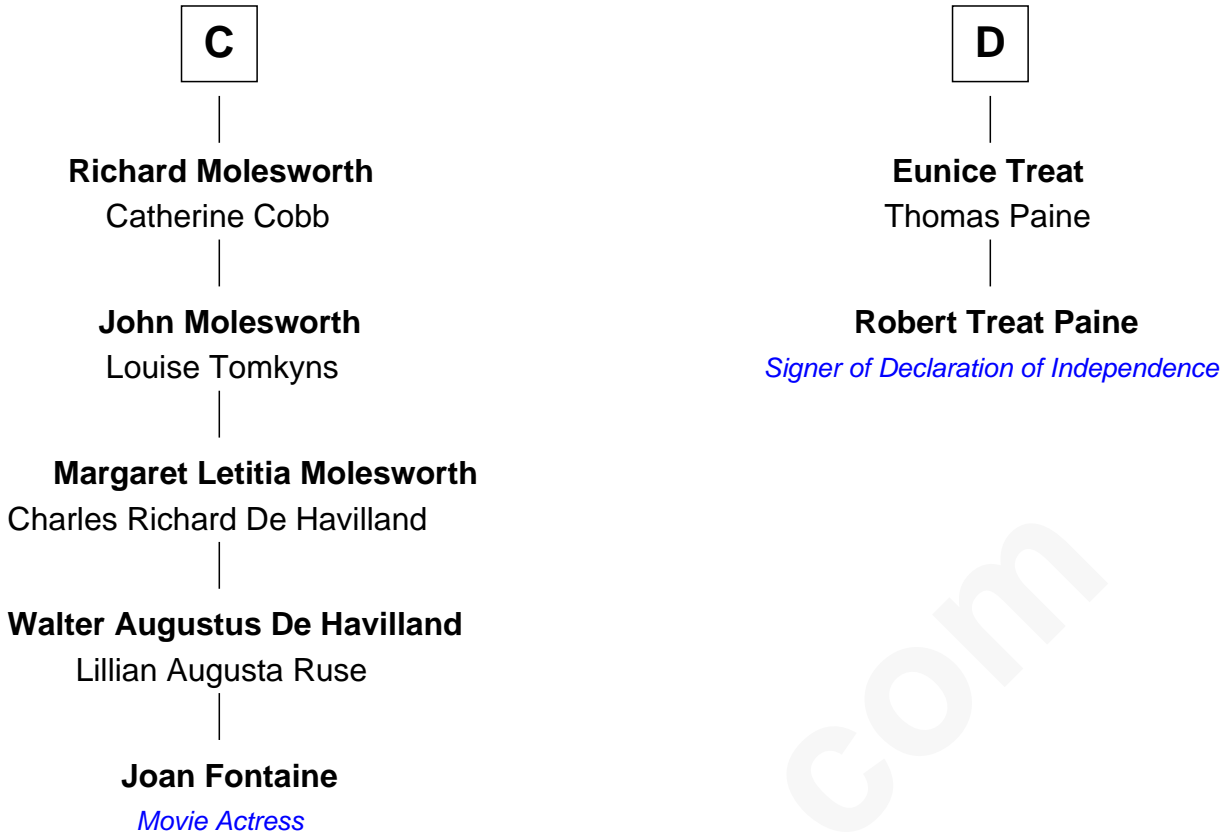 C
Richard Molesworth
Catherine Cobb
John Molesworth
Louise Tomkyns
Margaret Letitia Molesworth
Charles Richard De Havilland
Walter Augustus De Havilland
Lillian Augusta Ruse
Joan Fontaine
Movie Actress
D
Eunice Treat
Thomas Paine
Robert Treat Paine
Signer of Declaration of Independence
com